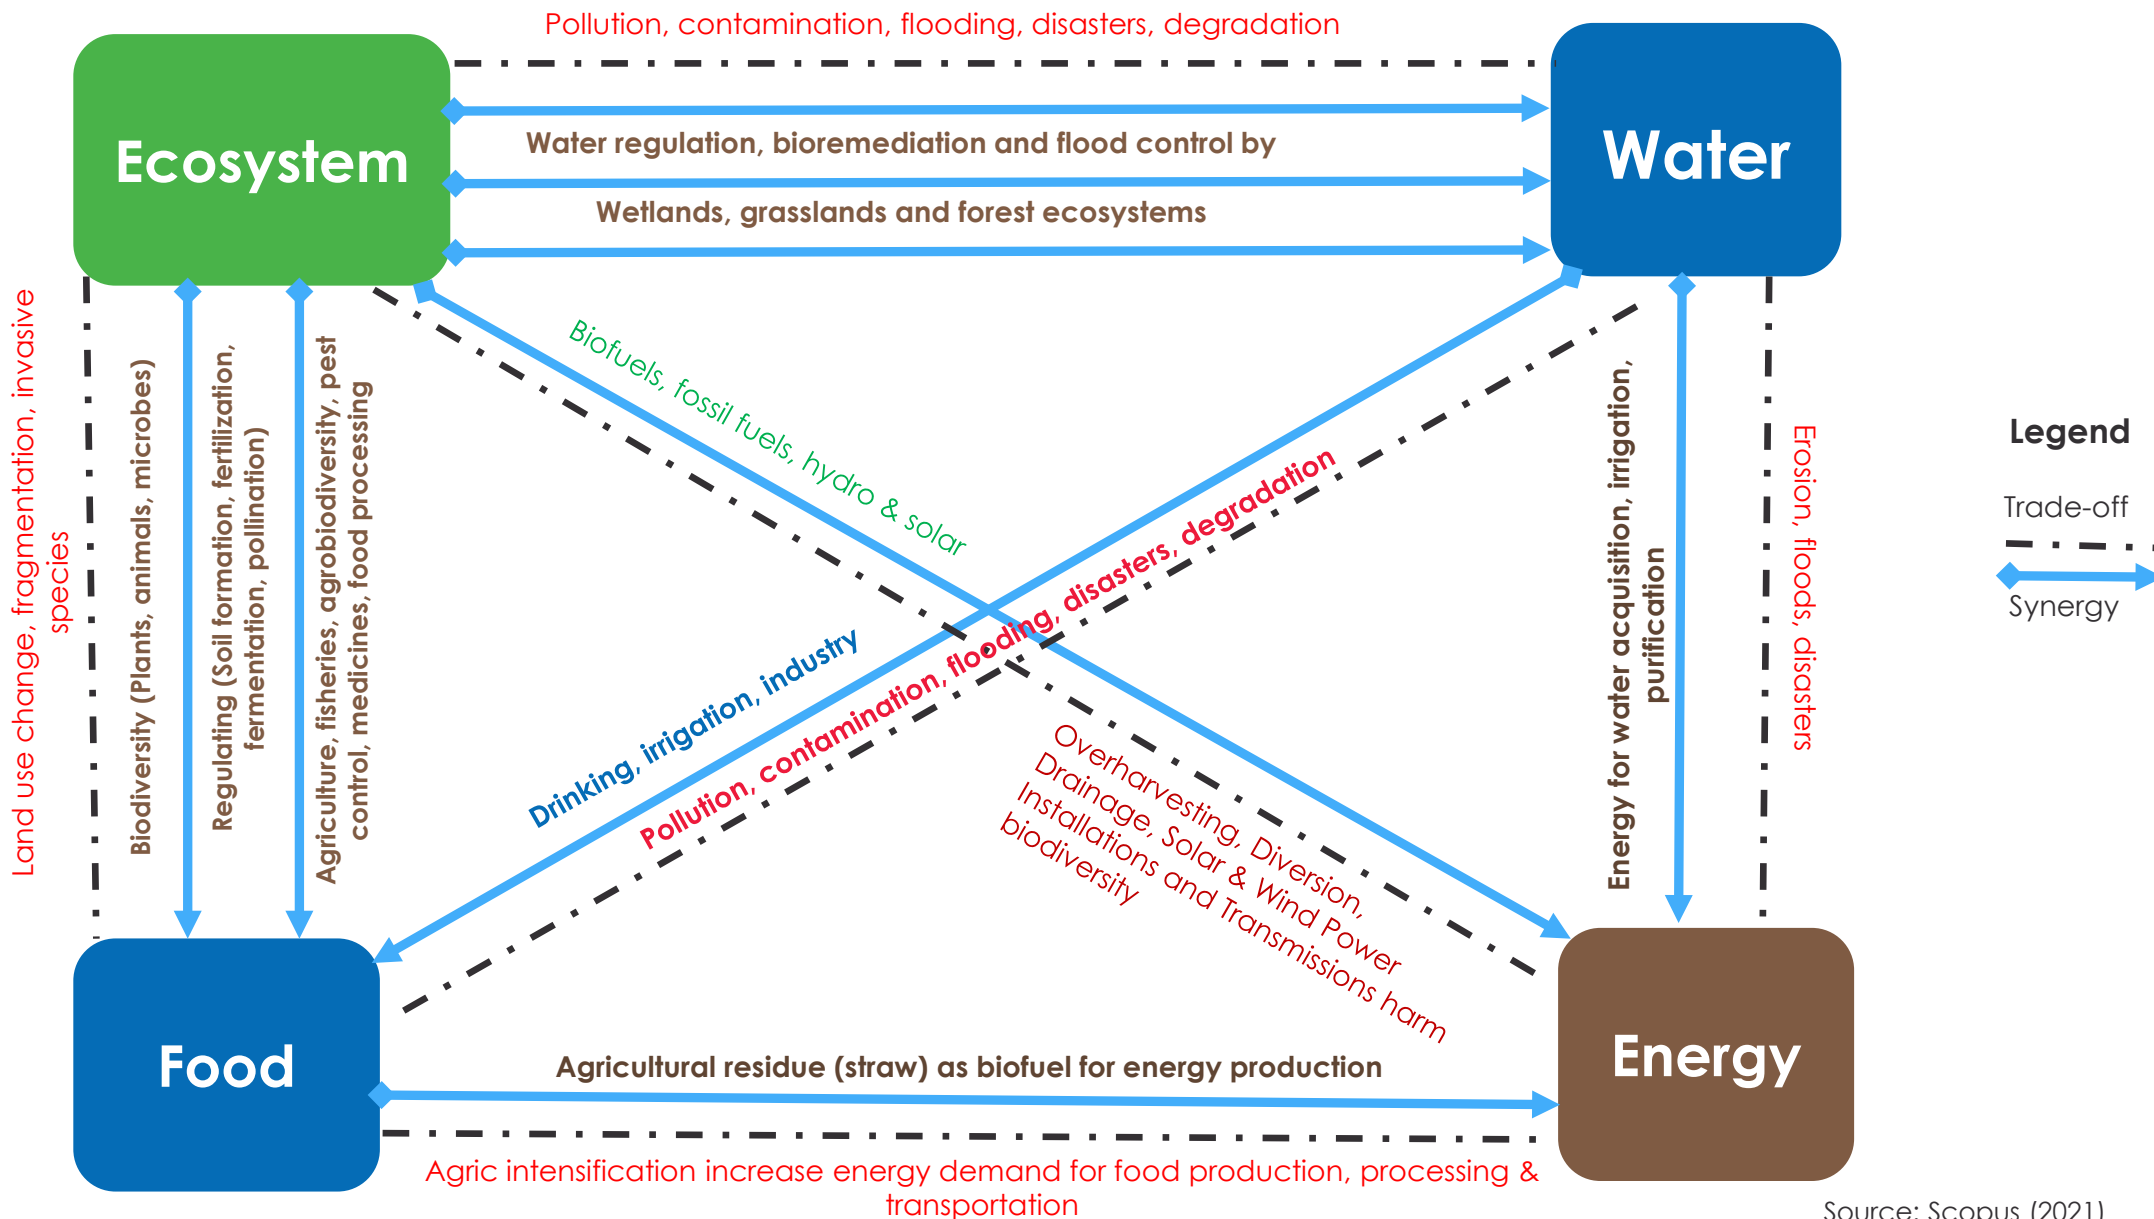 Pollution, contamination, flooding, disasters, degradation
Ecosystem
Water
Water regulation, bioremediation and flood control by
Wetlands, grasslands and forest ecosystems
Land use change, fragmentation, invasive
species
Biodiversity (Plants, animals, microbes)
Regulating (Soil formation, fertilization,
fermentation, pollination)
Agriculture, fisheries, agrobiodiversity, pest
control, medicines, food processing
Biofuels, fossil fuels, hydro & solar
Drinking, irrigation, industry
Pollution, contamination, flooding, disasters, degradation
Overharvesting, Diversion,
Drainage, Solar & Wind Power
Installations and Transmissions harm
biodiversity
Energy for water acquisition, irrigation,
purification
Erosion, floods, disasters
Legend
Trade-off
Synergy
Food
Energy
Agricultural residue (straw) as biofuel for energy production
Agric intensification increase energy demand for food production, processing &
transportation
Source: Scopus (2021)